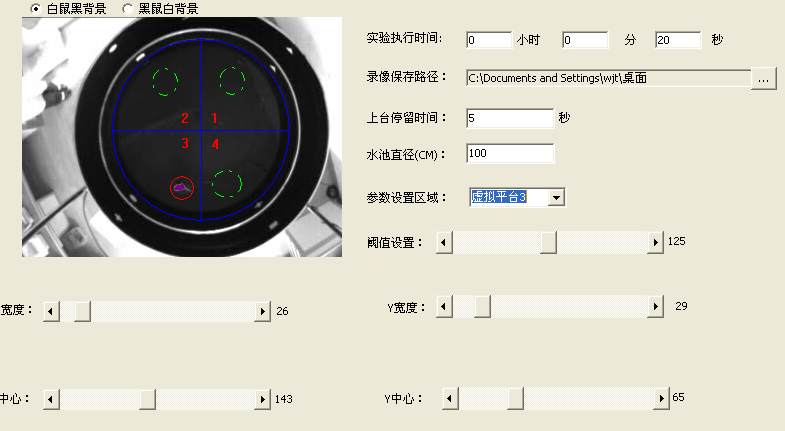 白鼠黑背景 黑鼠白背景
实验执行时间: 0 小时 0 分 20 秒
录像保存路径： C:\Documents and Settings\wjt\桌面 ...
上台停留时间： 5 秒
水池直径(CM)： 100
参数设置区域： 虚拟平台3
阈值设置： 125
2 1
3 4
宽度： 26
Y宽度： 29
中心： 143
Y中心： 65